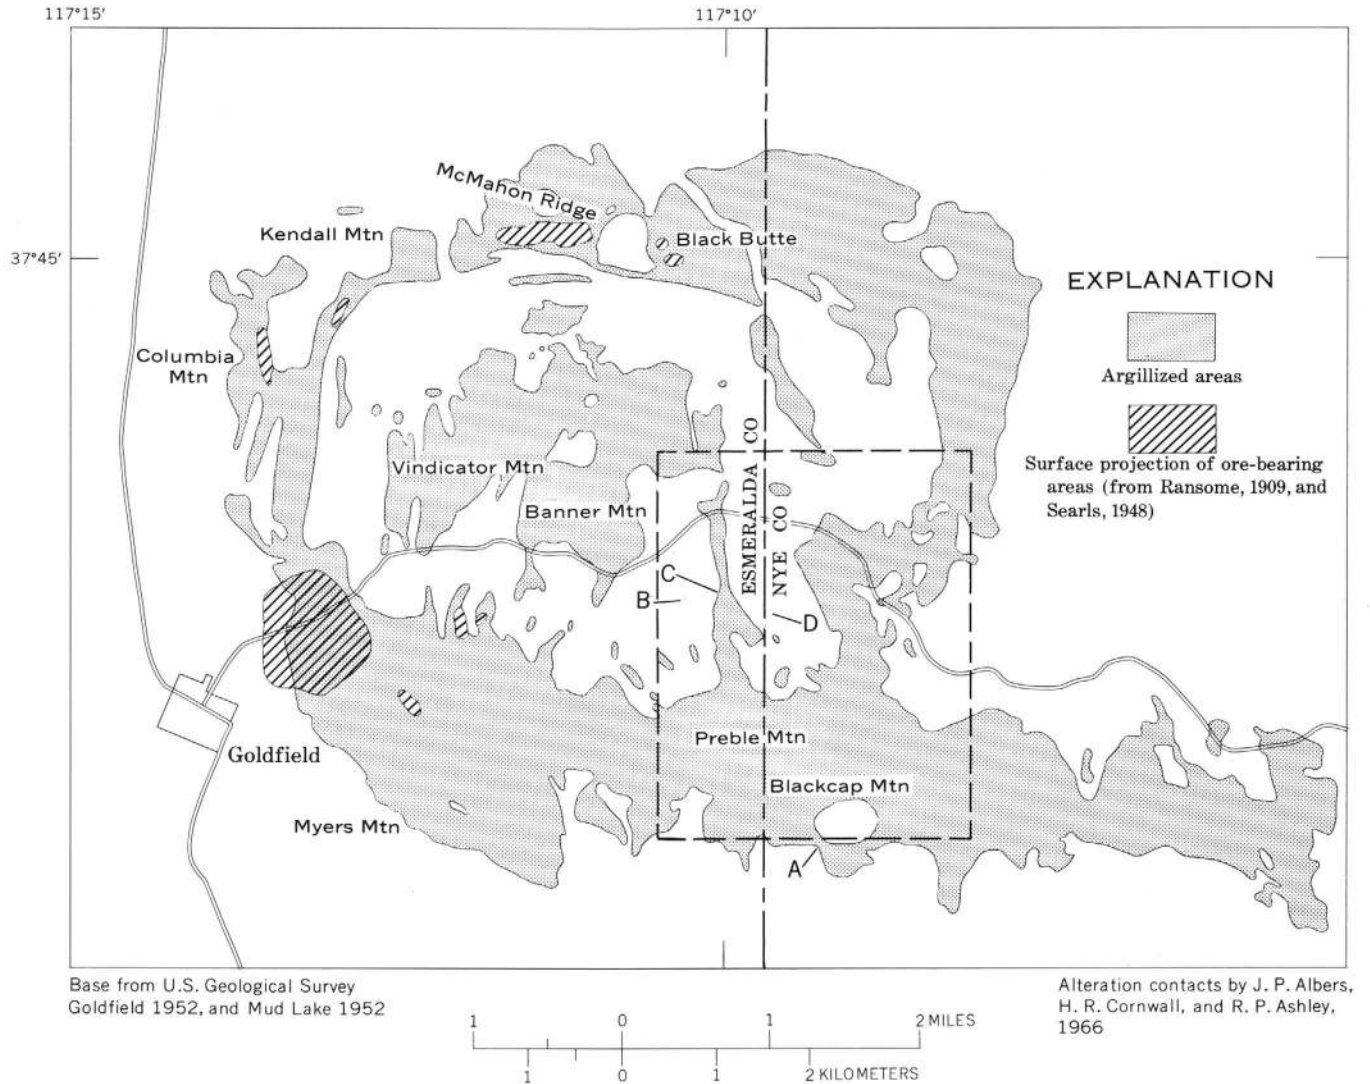 117°15′
117°10′
McMahon Ridge
Kendall Mtn
Black Butte
37°45′
EXPLANATION
Columbia
Mtn
Argillized areas
Surface projection of ore-bearing
areas (from Ransome, 1909, and
Searls, 1948)
Vindicator Mtn
Banner Mtn
ESMERALDA CO
NYE CO
C
B
D
Preble Mtn
Goldfield
Blackcap Mtn
Myers Mtn
A
Base from U.S. Geological Survey
Goldfield 1952, and Mud Lake 1952
Alteration contacts by J. P. Albers,
H. R. Cornwall, and R. P. Ashley,
1966
1 0 1 2 MILES
1 0 1 2 KILOMETERS